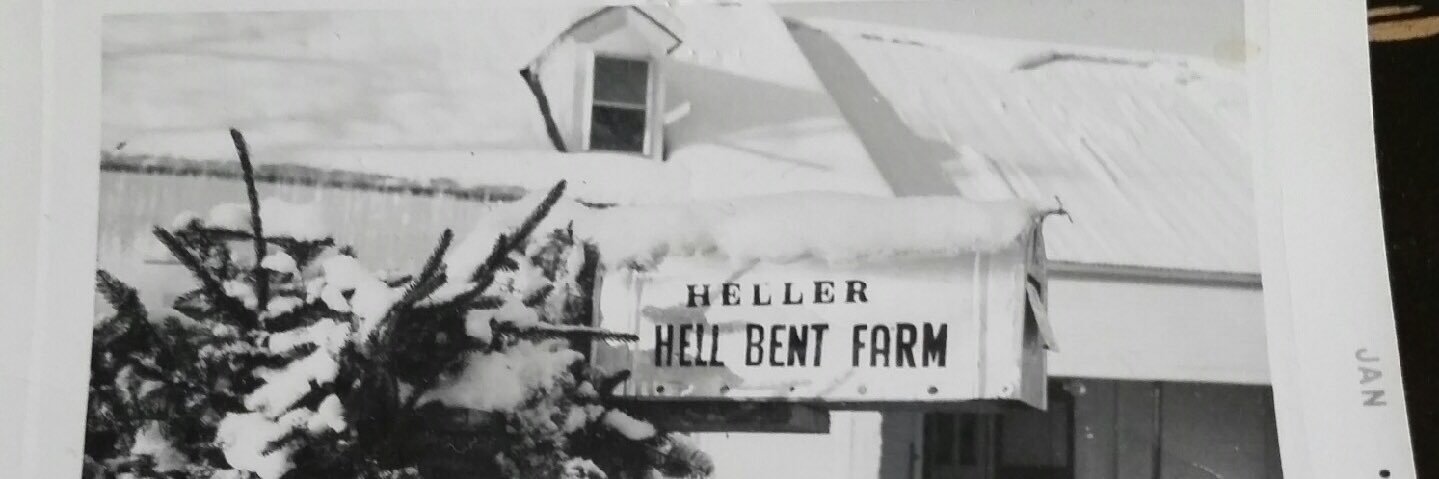 HELLER
HELL BENT FARM
JAN